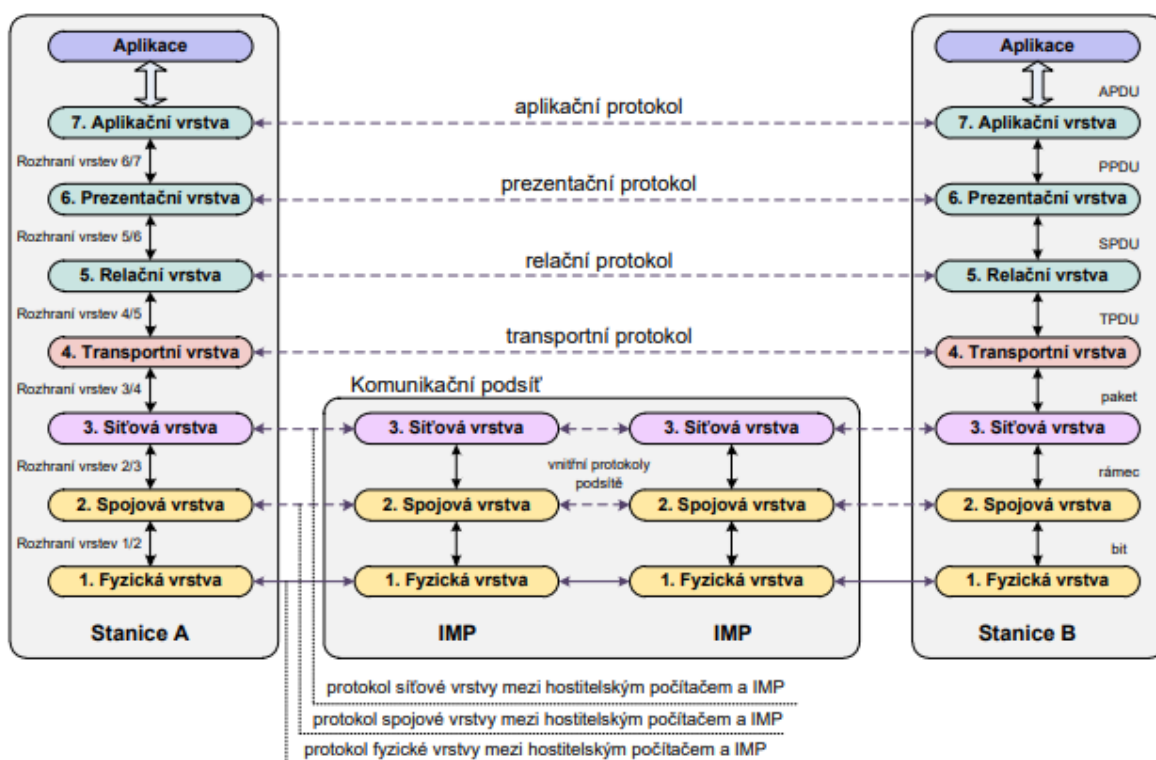 Aplikace
Aplikace
APDU
aplikační protokol
7. Aplikační vrstva
7. Aplikační vrstva
Rozhraní vrstev 6/7
PPDU
prezentační protokol
6. Prezentační vrstva
6. Prezentační vrstva
Rozhraní vrstev 5/6
SPDU
relační protokol
5. Relační vrstva
5. Relační vrstva
Rozhraní vrstev 4/5
TPDU
transportní protokol
4. Transportní vrstva
4. Transportní vrstva
Rozhraní vrstev 3/4
Komunikační podsíť
paket
3. Síťová vrstva
3. Síťová vrstva
3. Síťová vrstva
3. Síťová vrstva
Rozhraní vrstev 2/3
vnitřní protokoly
podsítě
rámec
2. Spojová vrstva
2. Spojová vrstva
2. Spojová vrstva
2. Spojová vrstva
Rozhraní vrstev 1/2
bit
1. Fyzická vrstva
1. Fyzická vrstva
1. Fyzická vrstva
1. Fyzická vrstva
Stanice A
IMP
IMP
Stanice B
protokol síťové vrstvy mezi hostitelským počítačem a IMP
protokol spojové vrstvy mezi hostitelským počítačem a IMP
protokol fyzické vrstvy mezi hostitelským počítačem a IMP